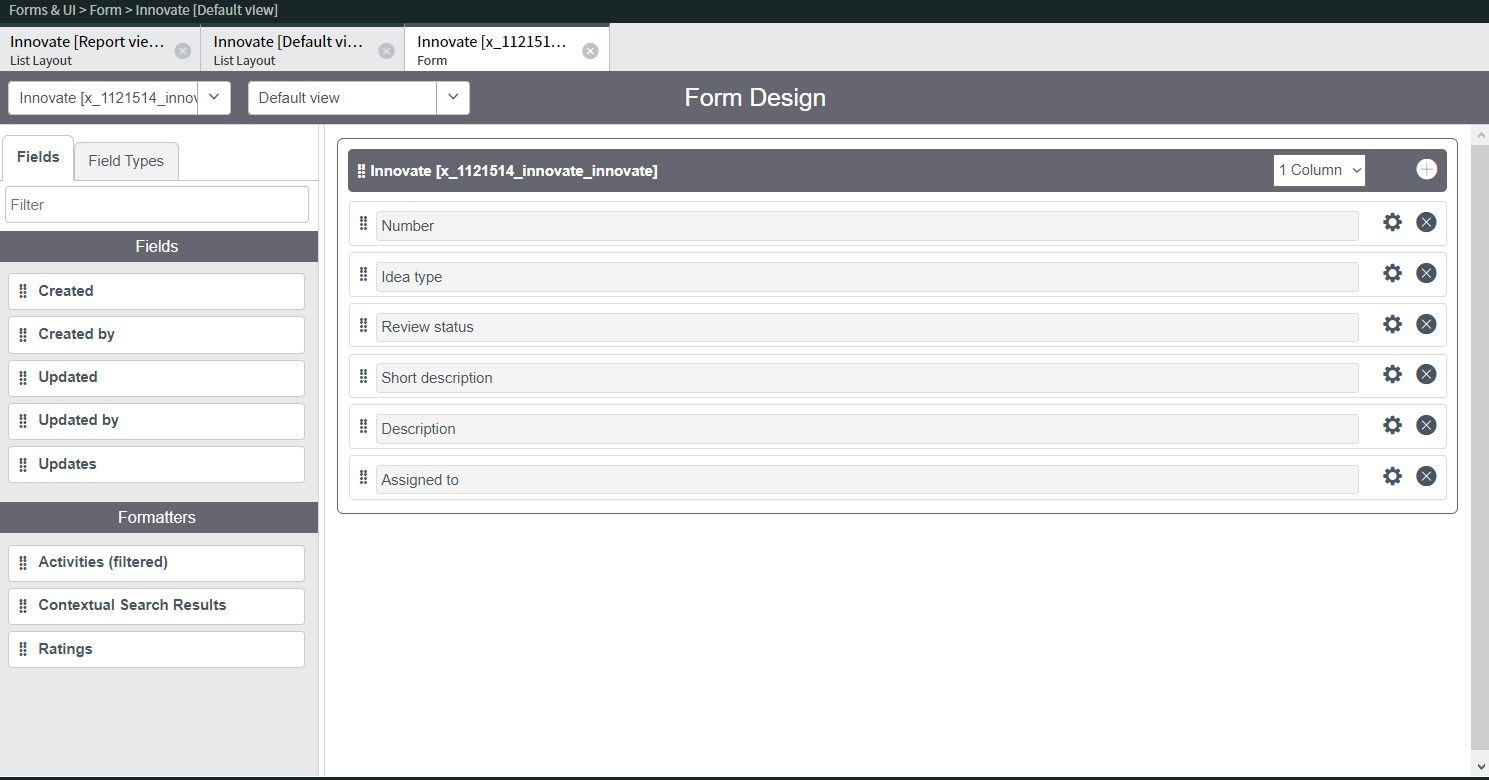 Forms & UI > Form > Innovate [Default view]
Innovate [Report vie...
List Layout
Innovate [Default vi...
List Layout
Innovate [x_112151...
Form
Innovate [x_1121514_innov
Default view
Form Design
Fields
Field Types
Filter
Fields
Created
Created by
Updated
Updated by
Updates
Formatters
Activities (filtered)
Contextual Search Results
Ratings
Innovate [x_1121514_innovate_innovate]
1 Column
Number
Idea type
Review status
Short description
Description
Assigned to